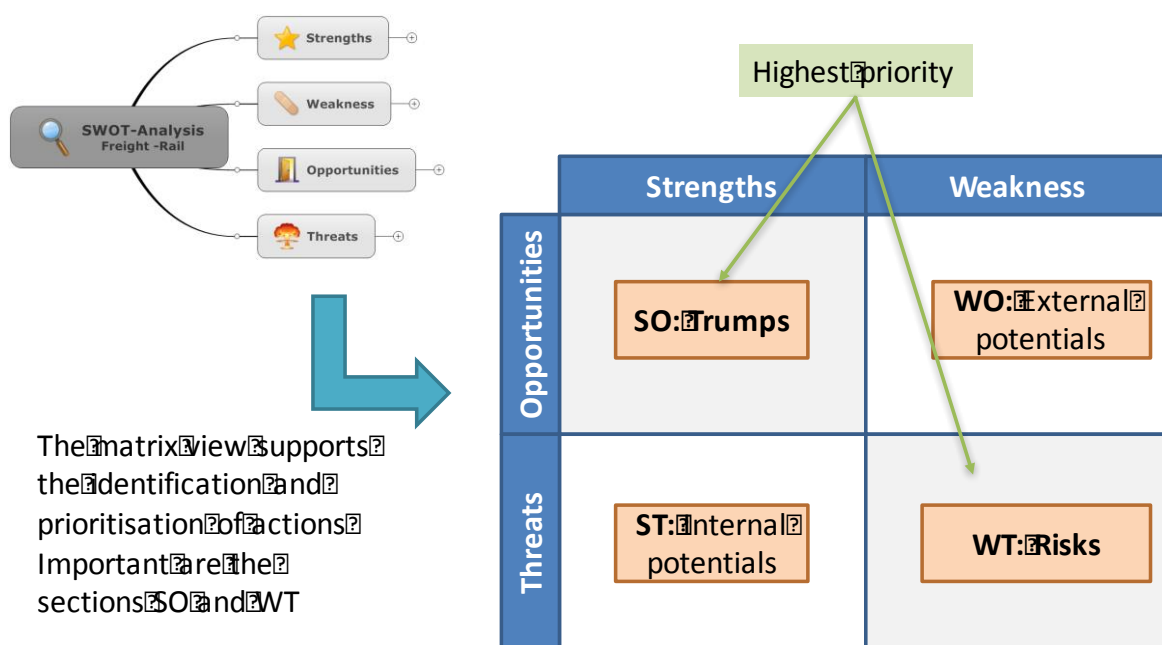 Strengths
Weakness
SWOT-Analysis
Freight -Rail
Opportunities
Threats
Highest⍰priority
Strengths
Weakness
Opportunities
SO:⍰Trumps
WO:⍰External⍰
potentials
The⍰matrix⍰view⍰supports⍰
the⍰identification⍰and⍰
prioritisation⍰of⍰actions⍰
Important⍰are⍰the⍰
sections⍰SO⍰and⍰WT
Threats
ST:⍰Internal⍰
potentials
WT:⍰Risks